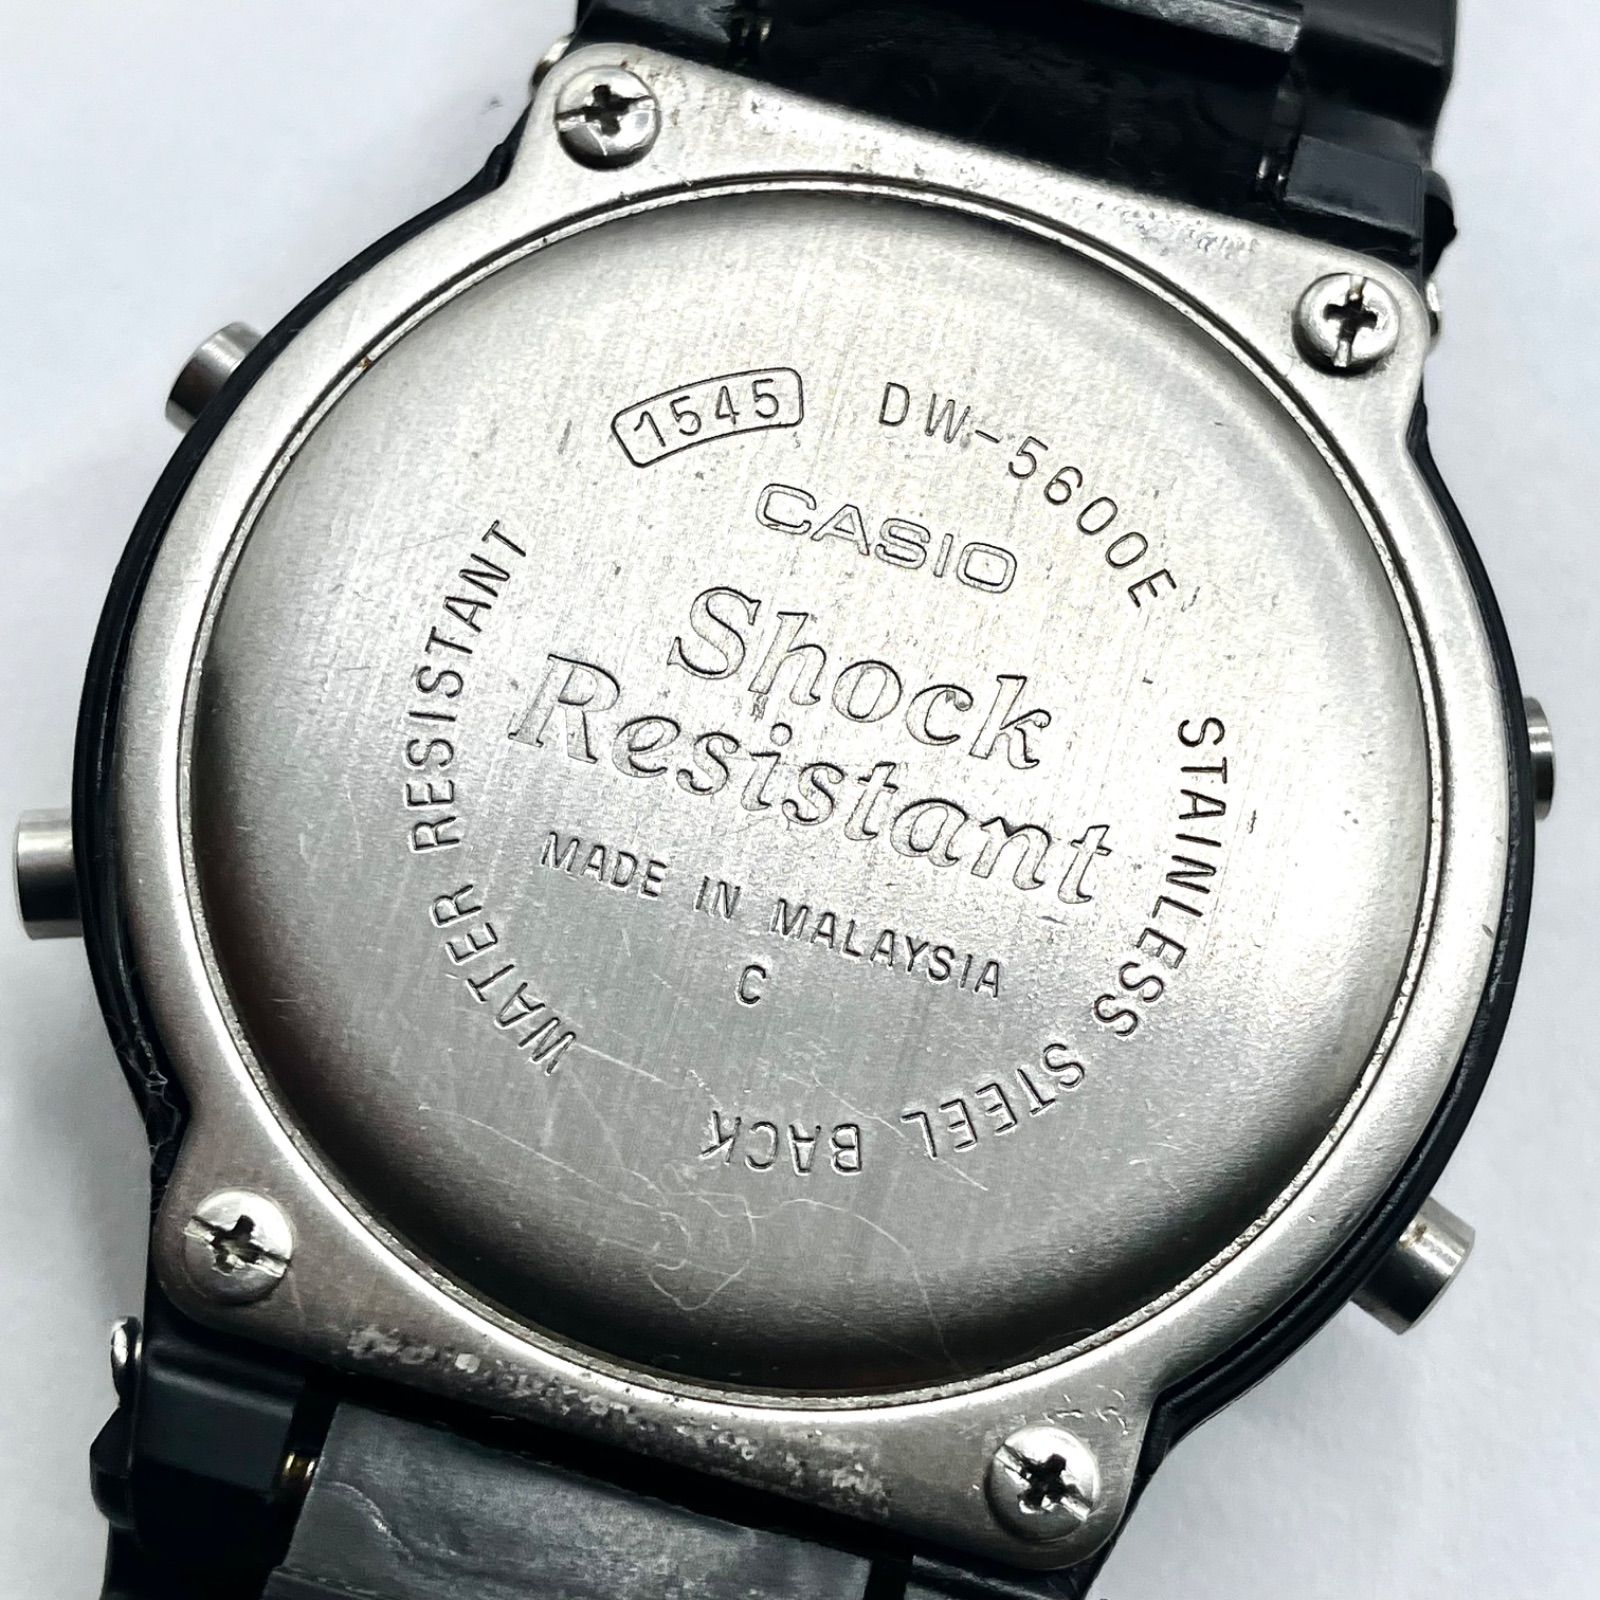 1545
DW-5600E
CASIO
Shock
Resistant
MADE IN MALAYSIA
C
WATER RESISTANT
STAINLESS STEEL BACK